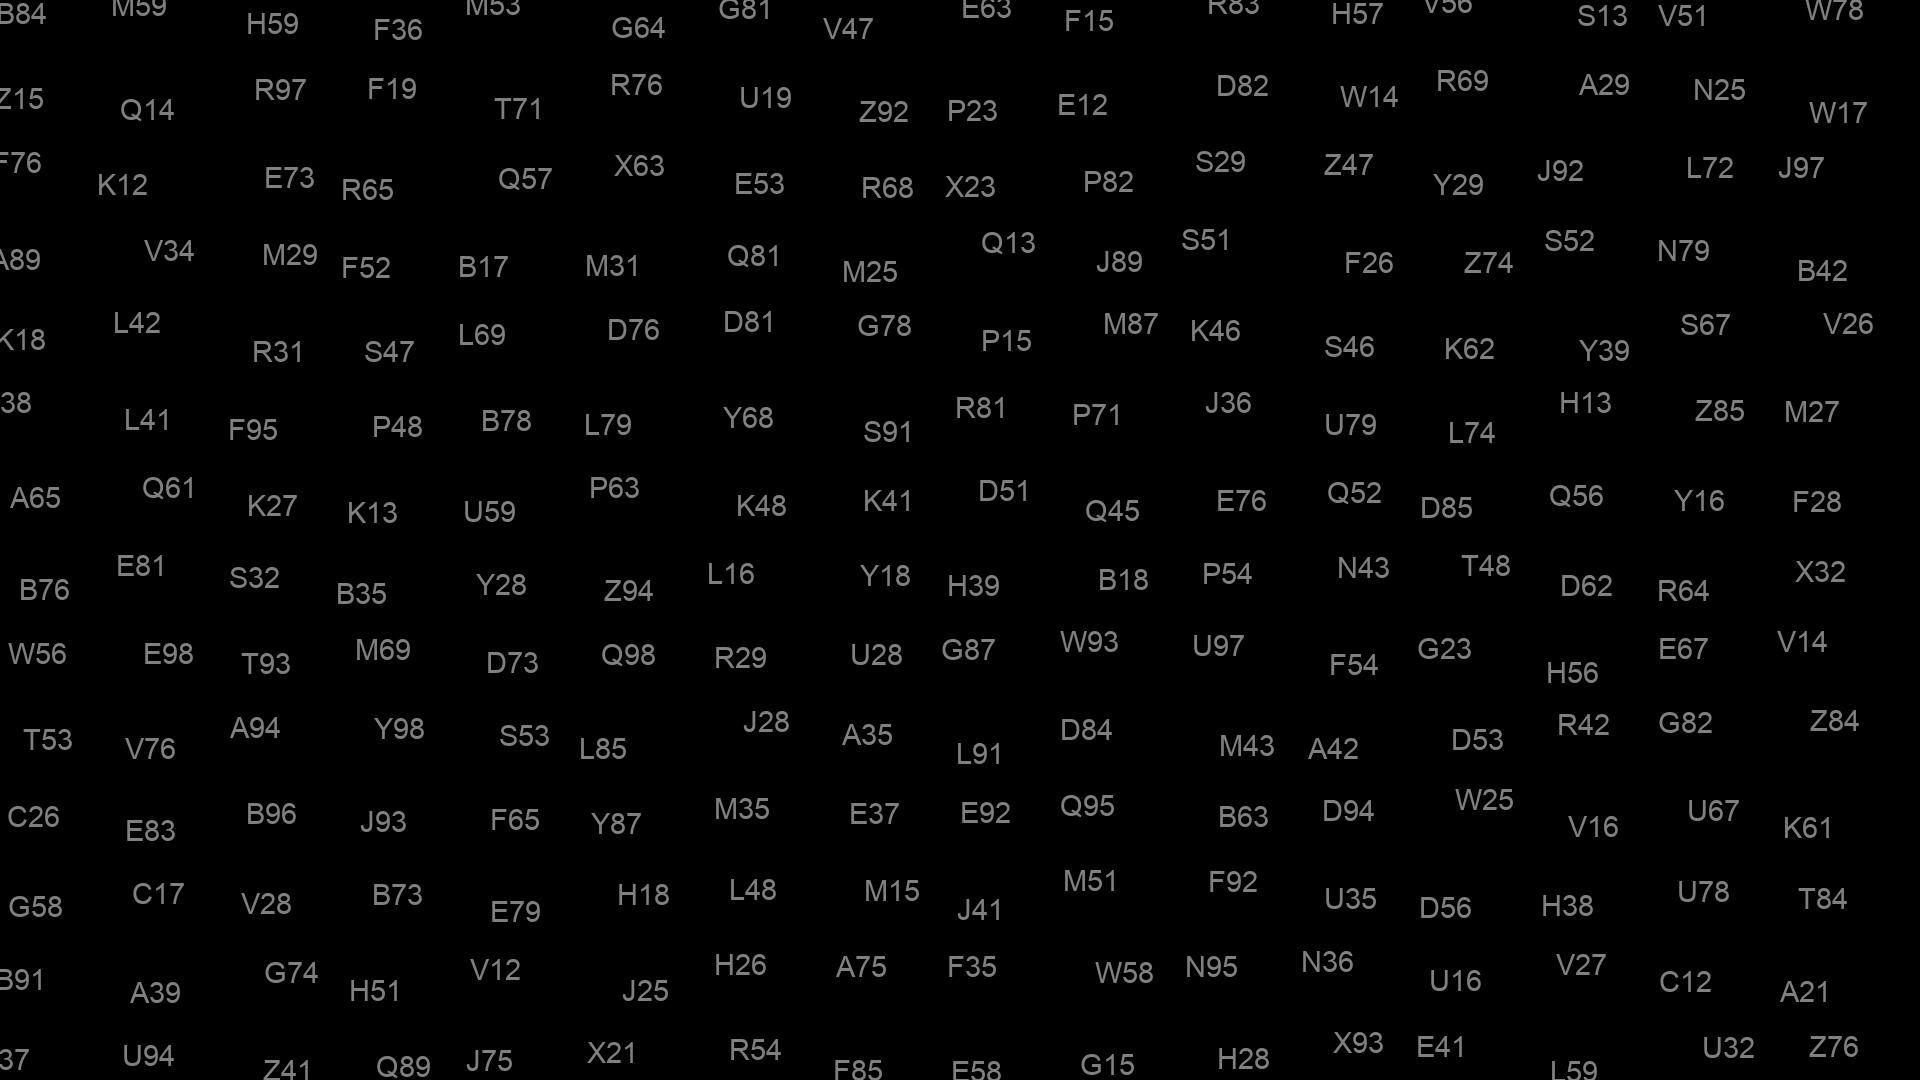 B84 M59 H59 F36 M53 G64 G81 V47 E63 F15 R83 H57 V56 S13 V51 W78
Z15 Q14 R97 F19 T71 R76 U19 Z92 P23 E12 D82 W14 R69 A29 N25 W17
F76 K12 E73 R65 Q57 X63 E53 R68 X23 P82 S29 Z47 Y29 J92 L72 J97
A89 V34 M29 F52 B17 M31 Q81 M25 Q13 J89 S51 F26 Z74 S52 N79 B42
K18 L42 R31 S47 L69 D76 D81 G78 P15 M87 K46 S46 K62 Y39 S67 V26
38 L41 F95 P48 B78 L79 Y68 S91 R81 P71 J36 U79 L74 H13 Z85 M27
A65 Q61 K27 K13 U59 P63 K48 K41 D51 Q45 E76 Q52 D85 Q56 Y16 F28
B76 E81 S32 B35 Y28 Z94 L16 Y18 H39 B18 P54 N43 T48 D62 R64 X32
W56 E98 T93 M69 D73 Q98 R29 U28 G87 W93 U97 F54 G23 H56 E67 V14
T53 V76 A94 Y98 S53 L85 J28 A35 L91 D84 M43 A42 D53 R42 G82 Z84
C26 E83 B96 J93 F65 Y87 M35 E37 E92 Q95 B63 D94 W25 V16 U67 K61
G58 C17 V28 B73 E79 H18 L48 M15 J41 M51 F92 U35 D56 H38 U78 T84
B91 A39 G74 H51 V12 J25 H26 A75 F35 W58 N95 N36 U16 V27 C12 A21
37 U94 Z41 Q89 J75 X21 R54 F85 E58 G15 H28 X93 E41 L59 U32 Z76